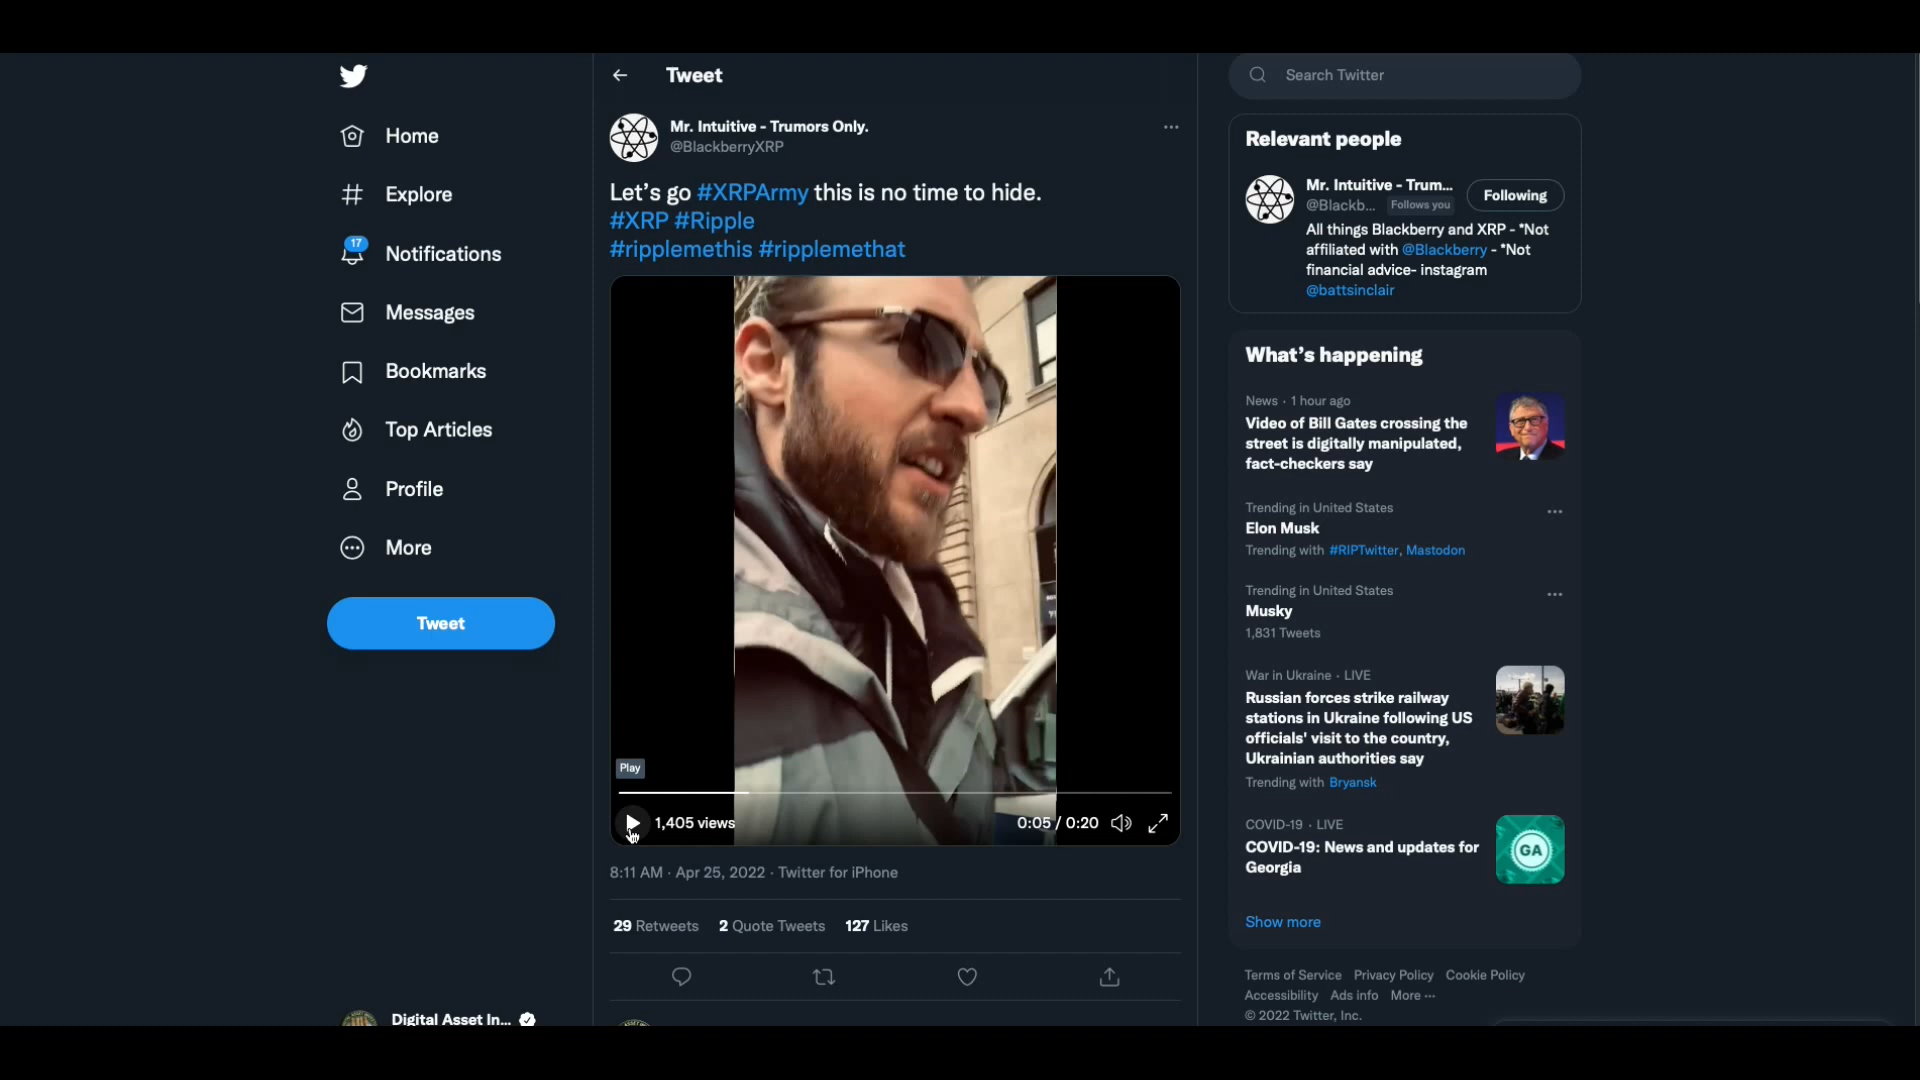 Home
Explore
17
Notifications
Messages
Bookmarks
Top Articles
Profile
More
Tweet
Digital Asset In...
Tweet
Mr. Intuitive - Trumors Only.
@BlackberryXRP
Let's go #XRPArmy this is no time to hide.
#XRP #Ripple
#ripplemethis #ripplemethat
Play
1,405 views
0:05 / 0:20
8:11 AM · Apr 25, 2022 · Twitter for iPhone
29 Retweets 2 Quote Tweets 127 Likes
Search Twitter
Relevant people
Mr. Intuitive - Trum...
@Blackb... Follows you
Following
All things Blackberry and XRP - *Not
affiliated with @Blackberry - *Not
financial advice- instagram
@battsinclair
What's happening
News · 1 hour ago
Video of Bill Gates crossing the
street is digitally manipulated,
fact-checkers say
Trending in United States
Elon Musk
Trending with #RIPTwitter, Mastodon
Trending in United States
Musky
1,831 Tweets
War in Ukraine · LIVE
Russian forces strike railway
stations in Ukraine following US
officials' visit to the country,
Ukrainian authorities say
Trending with Bryansk
COVID-19 · LIVE
COVID-19: News and updates for
Georgia
GA
Show more
Terms of Service Privacy Policy Cookie Policy
Accessibility Ads info More ...
© 2022 Twitter, Inc.